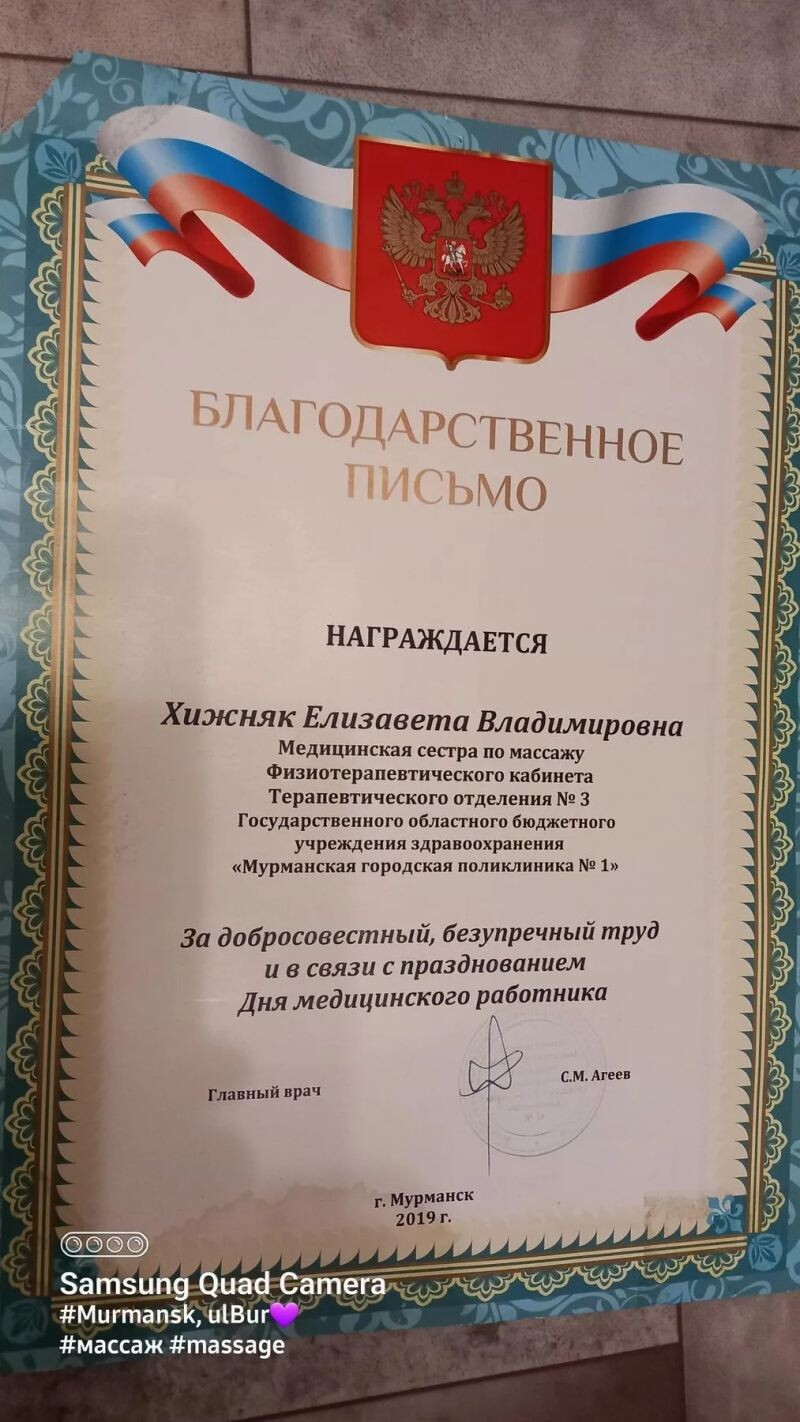 БЛАГОДАРСТВЕННОЕ
ПИСЬМО
НАГРАЖДАЕТСЯ
Хижняк Елизавета Владимировна
Медицинская сестра по массажу
Физиотерапевтического кабинета
Терапевтического отделения № 3
Государственного областного бюджетного
учреждения здравоохранения
«Мурманская городская поликлиника № 1»
За добросовестный, безупречный труд
и в связи с празднованием
Дня медицинского работника
Главный врач
С.М. Агеев
г. Мурманск
2019 г.
Samsung Quad Camera
#Murmansk, ulBur💜
#массаж #massage